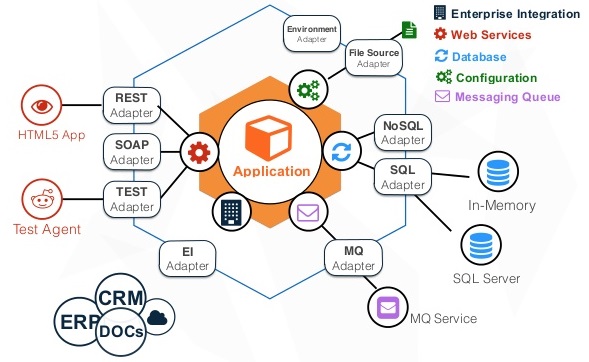 Environment
Adapter
Enterprise Integration
Web Services
Database
Configuration
Messaging Queue
File Source
Adapter
REST
Adapter
HTML5 App
SOAP
Adapter
NoSQL
Adapter
Application
TEST
Adapter
SQL
Adapter
In-Memory
Test Agent
EI
Adapter
MQ
Adapter
SQL Server
CRM
ERP
DOCs
MQ Service